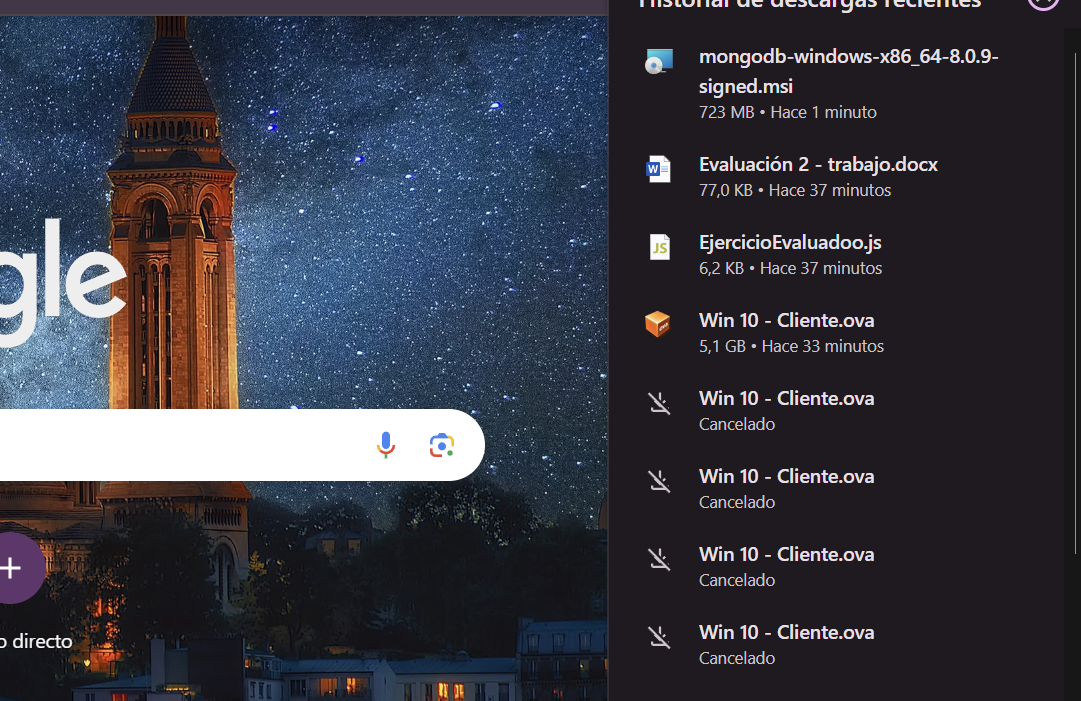 Historial de descargas recientes
mongodb-windows-x86_64-8.0.9-
signed.msi
723 MB • Hace 1 minuto
Evaluación 2 - trabajo.docx
77,0 KB • Hace 37 minutos
EjercicioEvaluadoo.js
6,2 KB • Hace 37 minutos
Win 10 - Cliente.ova
5,1 GB • Hace 33 minutos
Win 10 - Cliente.ova
Cancelado
Win 10 - Cliente.ova
Cancelado
Win 10 - Cliente.ova
Cancelado
Win 10 - Cliente.ova
Cancelado
gle
o directo
W
JS